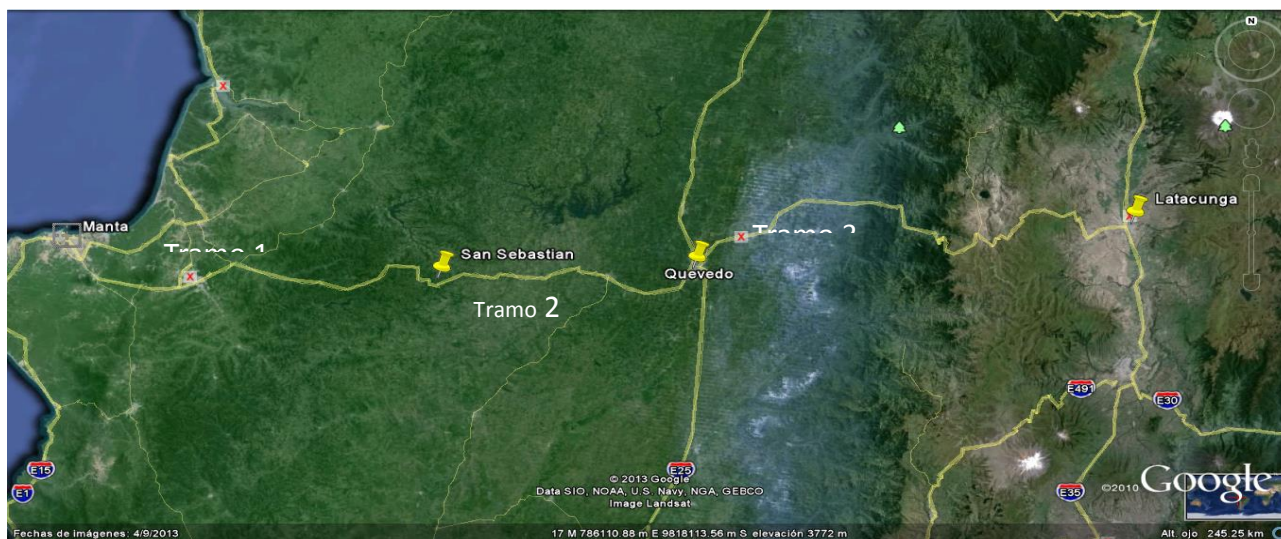 N
Latacunga
Manta
Tramo 1
San Sebastian
Quevedo
Tramo 2
E491
E30
E15
E25
E35
E1
© 2013 Google
Data SIO, NOAA, U.S. Navy, NGA, GEBCO
Image Landsat
©2010 Google
Fechas de imágenes: 4/9/2013
17 M 786110.88 m E 9818113.56 m S elevación 3772 m
Alt. ojo 245.25 km